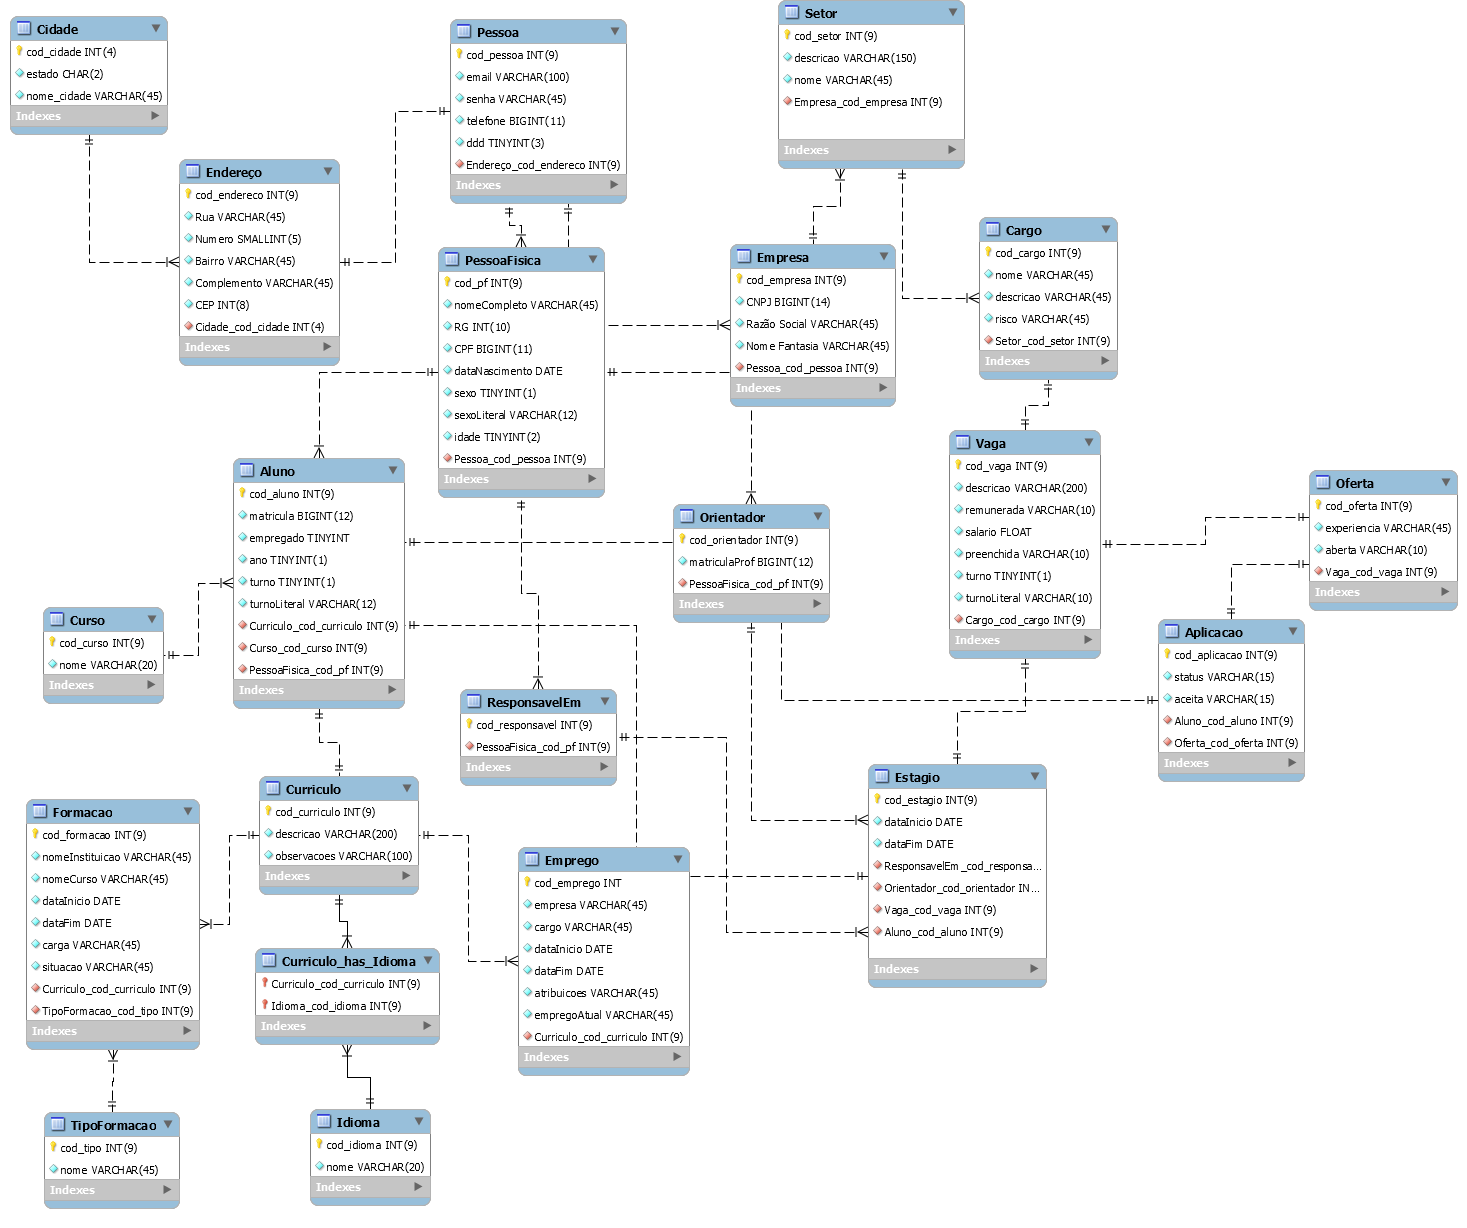 Cidade
cod_cidade INT(4)
estado CHAR(2)
nome_cidade VARCHAR(45)
Indexes
Pessoa
cod_pessoa INT(9)
email VARCHAR(100)
senha VARCHAR(45)
telefone BIGINT(11)
ddd TINYINT(3)
Endereço_cod_endereco INT(9)
Indexes
Setor
cod_setor INT(9)
descricao VARCHAR(150)
nome VARCHAR(45)
Empresa_cod_empresa INT(9)
Indexes
Endereço
cod_endereco INT(9)
Rua VARCHAR(45)
Numero SMALLINT(5)
Bairro VARCHAR(45)
Complemento VARCHAR(45)
CEP INT(8)
Cidade_cod_cidade INT(4)
Indexes
PessoaFisica
cod_pf INT(9)
nomeCompleto VARCHAR(45)
RG INT(10)
CPF BIGINT(11)
dataNascimento DATE
sexo TINYINT(1)
sexoLiteral VARCHAR(12)
idade TINYINT(2)
Pessoa_cod_pessoa INT(9)
Indexes
Empresa
cod_empresa INT(9)
CNPJ BIGINT(14)
Razão Social VARCHAR(45)
Nome Fantasia VARCHAR(45)
Pessoa_cod_pessoa INT(9)
Indexes
Cargo
cod_cargo INT(9)
nome VARCHAR(45)
descricao VARCHAR(45)
risco VARCHAR(45)
Setor_cod_setor INT(9)
Indexes
Aluno
cod_aluno INT(9)
matricula BIGINT(12)
empregado TINYINT
ano TINYINT(1)
turno TINYINT(1)
turnoLiteral VARCHAR(12)
Curriculo_cod_curriculo INT(9)
Curso_cod_curso INT(9)
PessoaFisica_cod_pf INT(9)
Indexes
Orientador
cod_orientador INT(9)
matriculaProf BIGINT(12)
PessoaFisica_cod_pf INT(9)
Indexes
Vaga
cod_vaga INT(9)
descricao VARCHAR(200)
remunerada VARCHAR(10)
salario FLOAT
preenchida VARCHAR(10)
turno TINYINT(1)
turnoLiteral VARCHAR(10)
Cargo_cod_cargo INT(9)
Indexes
Oferta
cod_oferta INT(9)
experiencia VARCHAR(45)
aberta VARCHAR(10)
Vaga_cod_vaga INT(9)
Indexes
Curso
cod_curso INT(9)
nome VARCHAR(20)
Indexes
ResponsavelEm
cod_responsavel INT(9)
PessoaFisica_cod_pf INT(9)
Indexes
Aplicacao
cod_aplicacao INT(9)
status VARCHAR(15)
aceita VARCHAR(15)
Aluno_cod_aluno INT(9)
Oferta_cod_oferta INT(9)
Indexes
Formacao
cod_formacao INT(9)
nomeInstituicao VARCHAR(45)
nomeCurso VARCHAR(45)
dataInicio DATE
dataFim DATE
carga VARCHAR(45)
situacao VARCHAR(45)
Curriculo_cod_curriculo INT(9)
TipoFormacao_cod_tipo INT(9)
Indexes
Curriculo
cod_curriculo INT(9)
descricao VARCHAR(200)
observacoes VARCHAR(100)
Indexes
Emprego
cod_emprego INT
empresa VARCHAR(45)
cargo VARCHAR(45)
dataInicio DATE
dataFim DATE
atribuicoes VARCHAR(45)
empregoAtual VARCHAR(45)
Curriculo_cod_curriculo INT(9)
Indexes
Estagio
cod_estagio INT(9)
dataInicio DATE
dataFim DATE
ResponsavelEm_cod_responsa...
Orientador_cod_orientador IN...
Vaga_cod_vaga INT(9)
Aluno_cod_aluno INT(9)
Indexes
Curriculo_has_Idioma
Curriculo_cod_curriculo INT(9)
Idioma_cod_idioma INT(9)
Indexes
TipoFormacao
cod_tipo INT(9)
nome VARCHAR(45)
Indexes
Idioma
cod_idioma INT(9)
nome VARCHAR(20)
Indexes